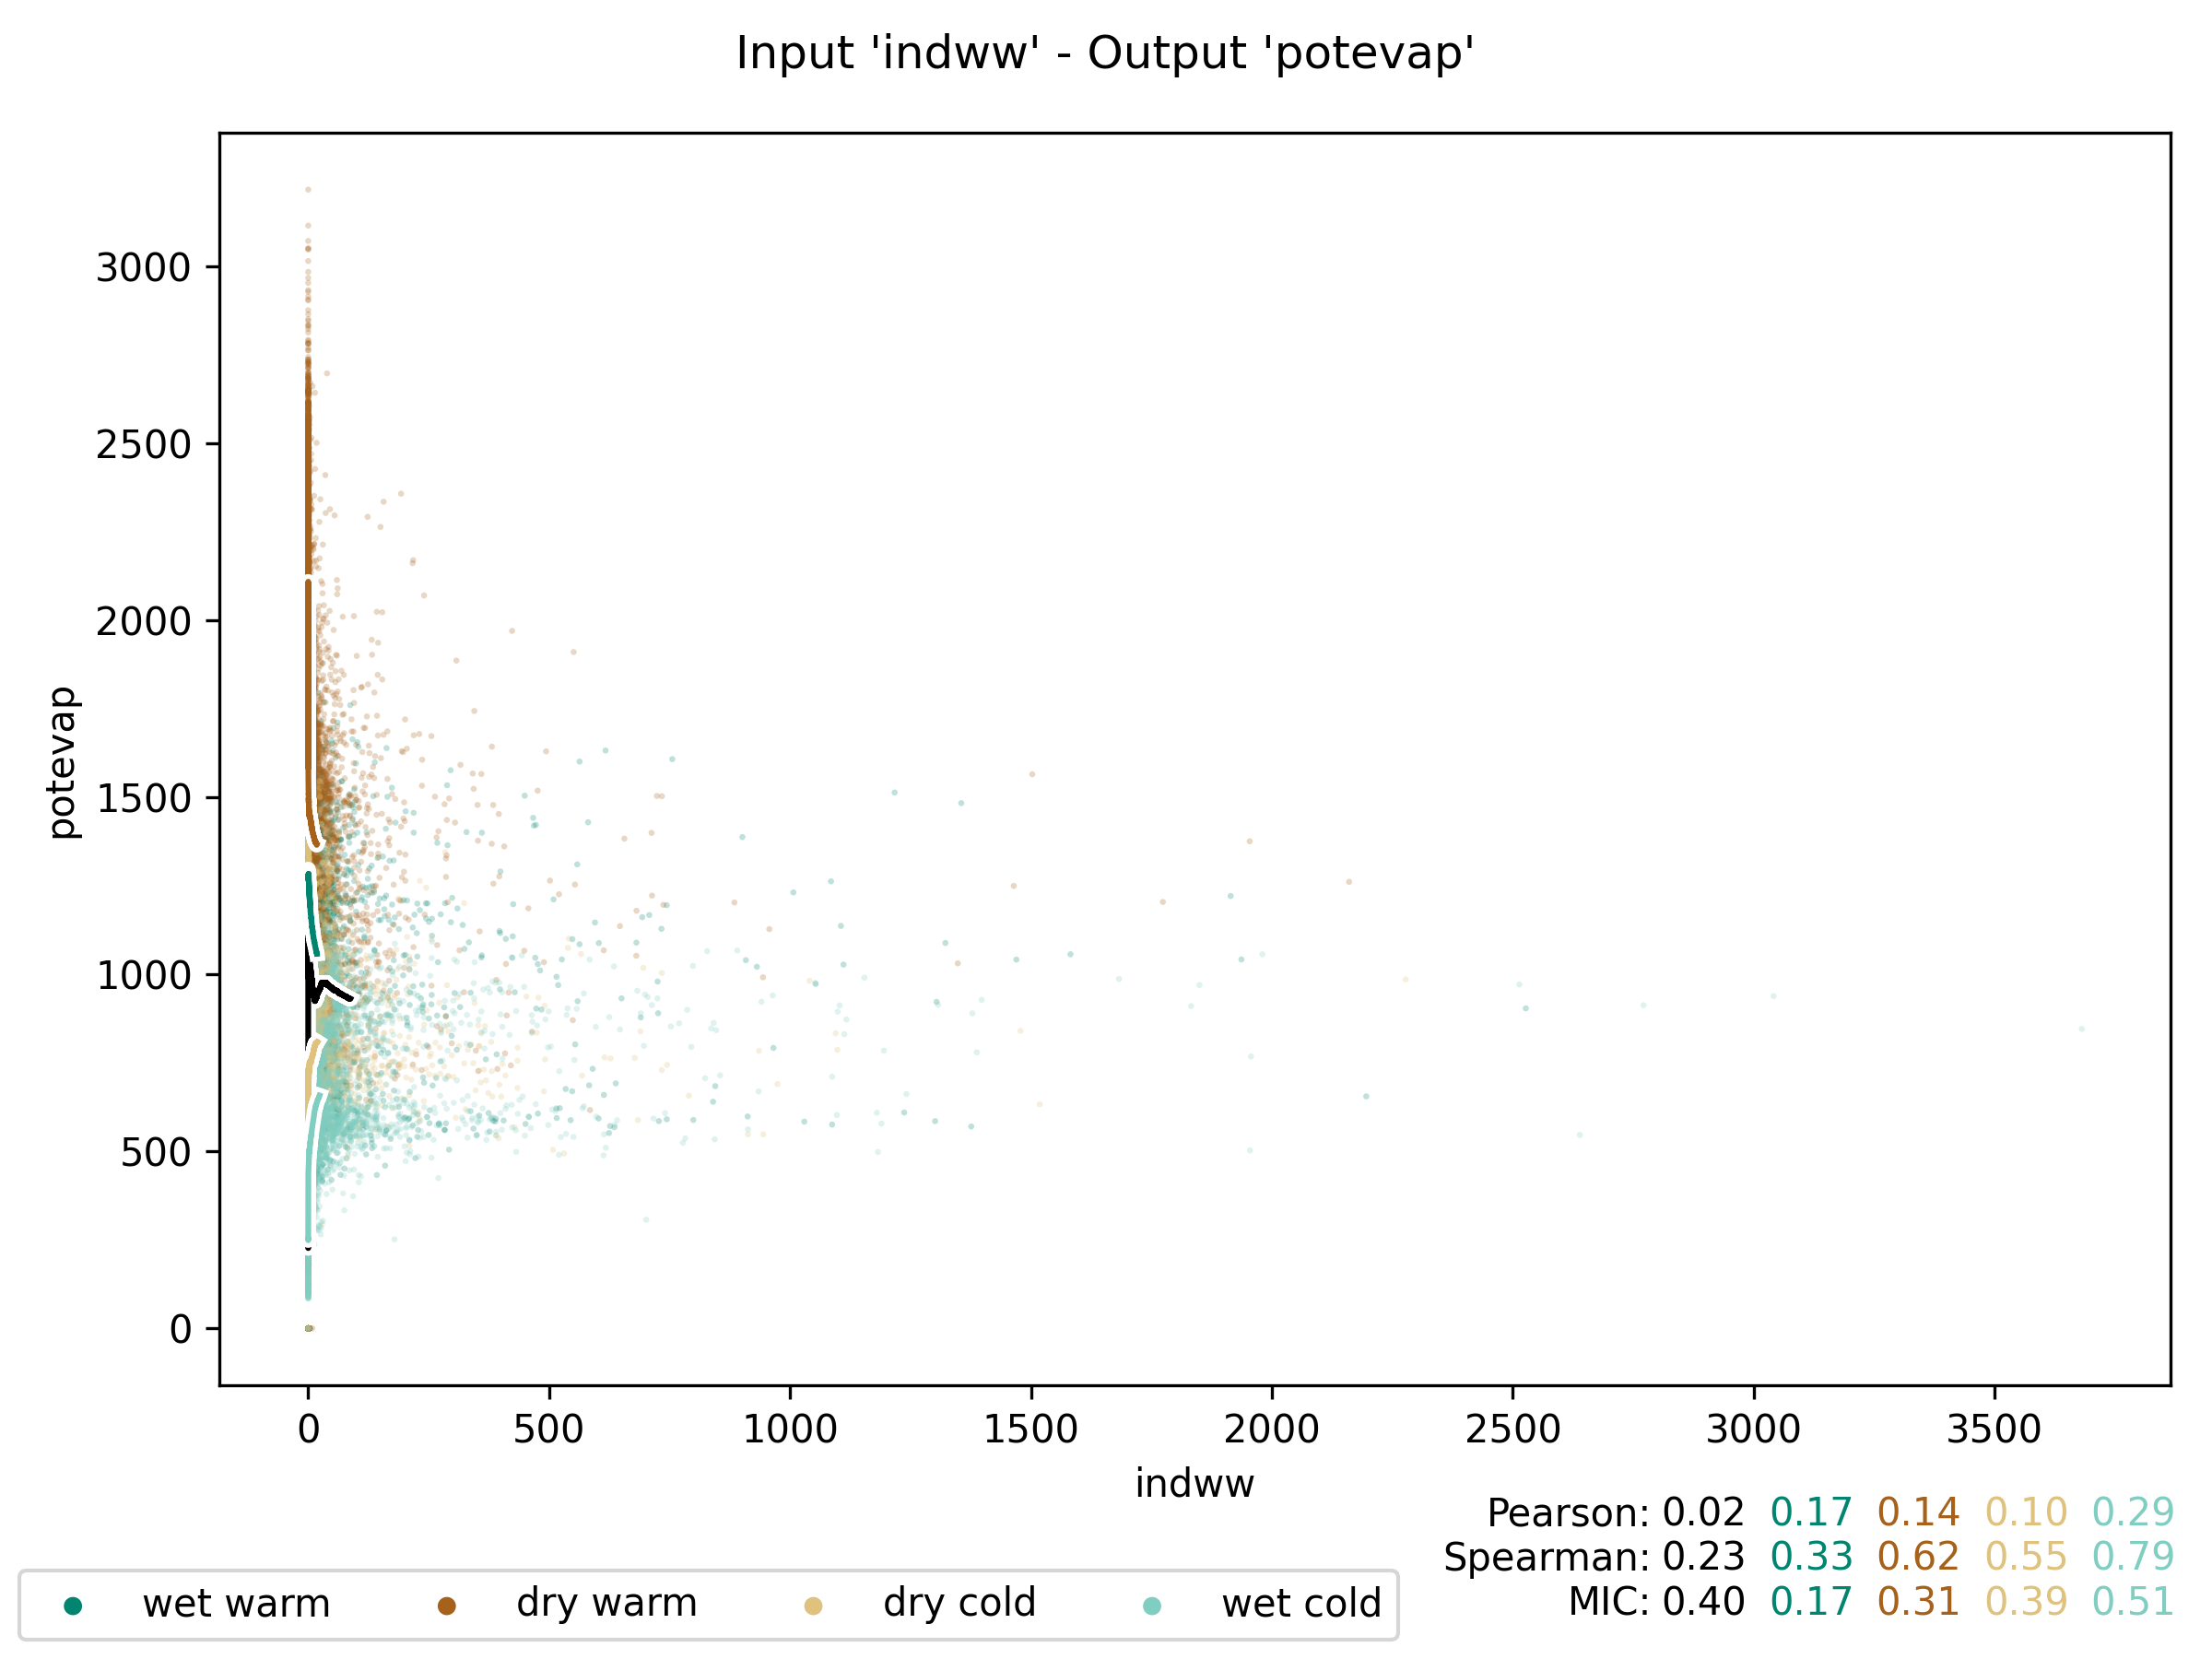 Input 'indww' - Output 'potevap'
3000
2500
2000
1500
1000
500
0
potevap
0 500 1000 1500 2000 2500 3000 3500
indww
Pearson: 0.02 0.17 0.14 0.10 0.29
Spearman: 0.23 0.33 0.62 0.55 0.79
MIC: 0.40 0.17 0.31 0.39 0.51
wet warm dry warm dry cold wet cold